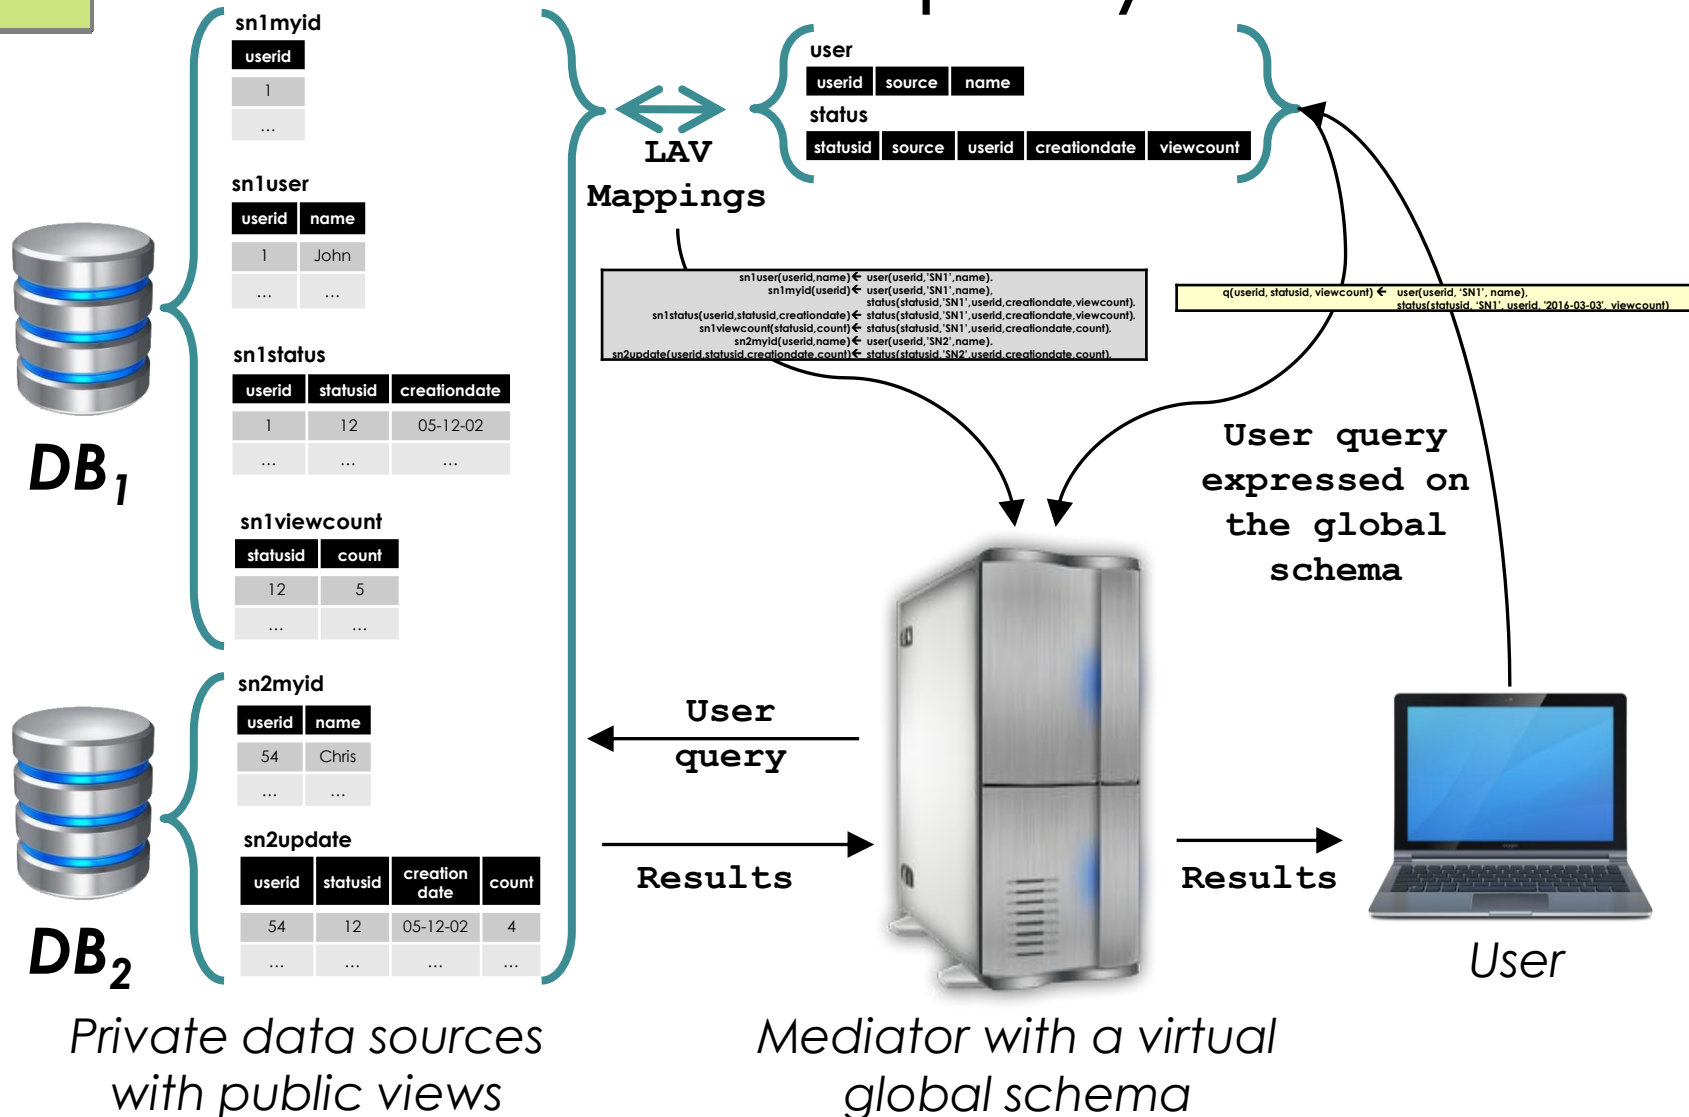 sn1myid
userid
1
...
sn1user
userid name
1 John
... ...
sn1status
userid statusid creationdate
1 12 05-12-02
... ... ...
sn1viewcount
statusid count
12 5
... ...
DB1
sn2myid
userid name
54 Chris
... ...
sn2update
userid statusid creation date count
54 12 05-12-02 4
... ... ... ...
DB2
Private data sources
with public views
LAV
Mappings
user
userid source name
status
statusid source userid creationdate viewcount
sn1user(userid,name)← user(userid,'SN1',name).
sn1myid(userid)← user(userid,'SN1',name),
status(statusid,'SN1',userid,creationdate,viewcount).
sn1status(userid,statusid,creationdate)← status(statusid,'SN1',userid,creationdate,viewcount).
sn1viewcount(statusid,count)← status(statusid,'SN1',userid,creationdate,count).
sn2myid(userid,name)← user(userid,'SN2',name).
sn2update(userid,statusid,creationdate,count)← status(statusid,'SN2',userid,creationdate,count).
q(userid, statusid, viewcount) ← user(userid, 'SN1', name),
status(statusid, 'SN1', userid, '2016-03-03', viewcount)
User query
expressed on
the global
schema
User
query
Results
Results
User
Mediator with a virtual
global schema